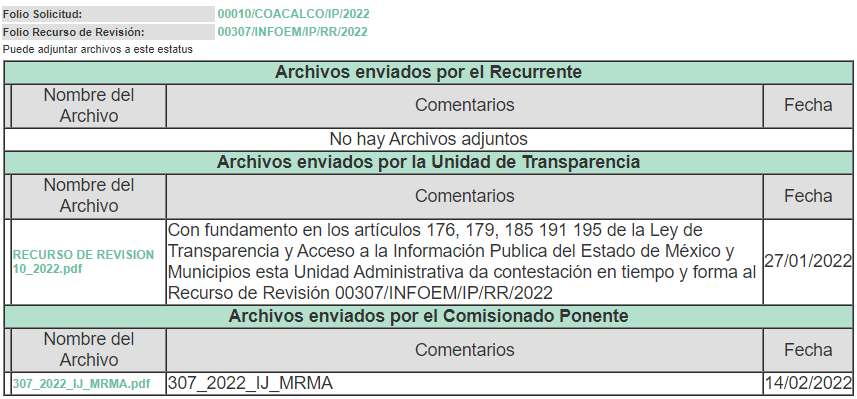 Folio Solicitud: 00010/COACALCO/IP/2022
Folio Recurso de Revisión: 00307/INFOEM/IP/RR/2022
Puede adjuntar archivos a este estatus
Archivos enviados por el Recurrente
Nombre del
Archivo
Comentarios
Fecha
No hay Archivos adjuntos
Archivos enviados por la Unidad de Transparencia
Nombre del
Archivo
Comentarios
Fecha
RECURSO DE REVISION
10_2022.pdf
Con fundamento en los artículos 176, 179, 185 191 195 de la Ley de
Transparencia y Acceso a la Información Publica del Estado de México y
Municipios esta Unidad Administrativa da contestación en tiempo y forma al
Recurso de Revisión 00307/INFOEM/IP/RR/2022
27/01/2022
Archivos enviados por el Comisionado Ponente
Nombre del
Archivo
Comentarios
Fecha
307_2022_IJ_MRMA.pdf
307_2022_IJ_MRMA
14/02/2022